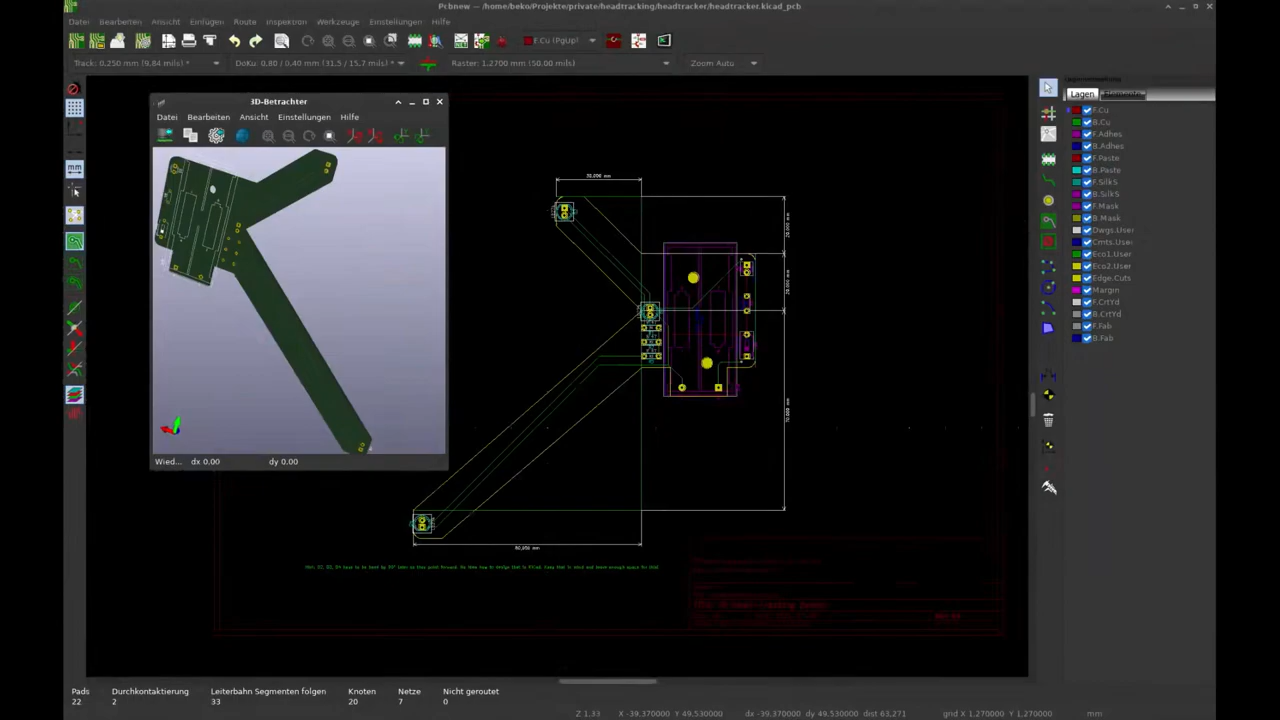 Pcbnew — /home/beko/Projekte/private/headtracking/headtracker/headtracker.kicad_pcb
Datei Bearbeiten Ansicht Einfügen Route Inspektion Werkzeuge Einstellungen Hilfe
F.Cu (PgUp)
Track: 0,250 mm (9.84 mils) * DoKu: 0.80 / 0.40 mm (31.5 / 15.7 mils) * Raster: 1.2700 mm (50.00 mils) Zoom Auto
3D-Betrachter
Datei Bearbeiten Ansicht Einstellungen Hilfe
Wied... dx 0.00 dy 0.00
mm
Lagen
F.Cu
B.Cu
F.Adhes
B.Adhes
F.Paste
B.Paste
F.SilkS
B.SilkS
F.Mask
B.Mask
Dwgs.User
Cmts.User
Eco1.User
Eco2.User
Edge.Cuts
Margin
F.CrtYd
B.CrtYd
F.Fab
B.Fab
Pads Durchkontaktierung Leiterbahn Segmenten folgen Knoten Netze Nicht geroutet
22 2 33 20 7 0
Z 1,33 X -39.370000 Y 49.530000 dx -39.370000 dy 49.530000 dist 63,271 grid X 1.270000 Y 1.270000 mm